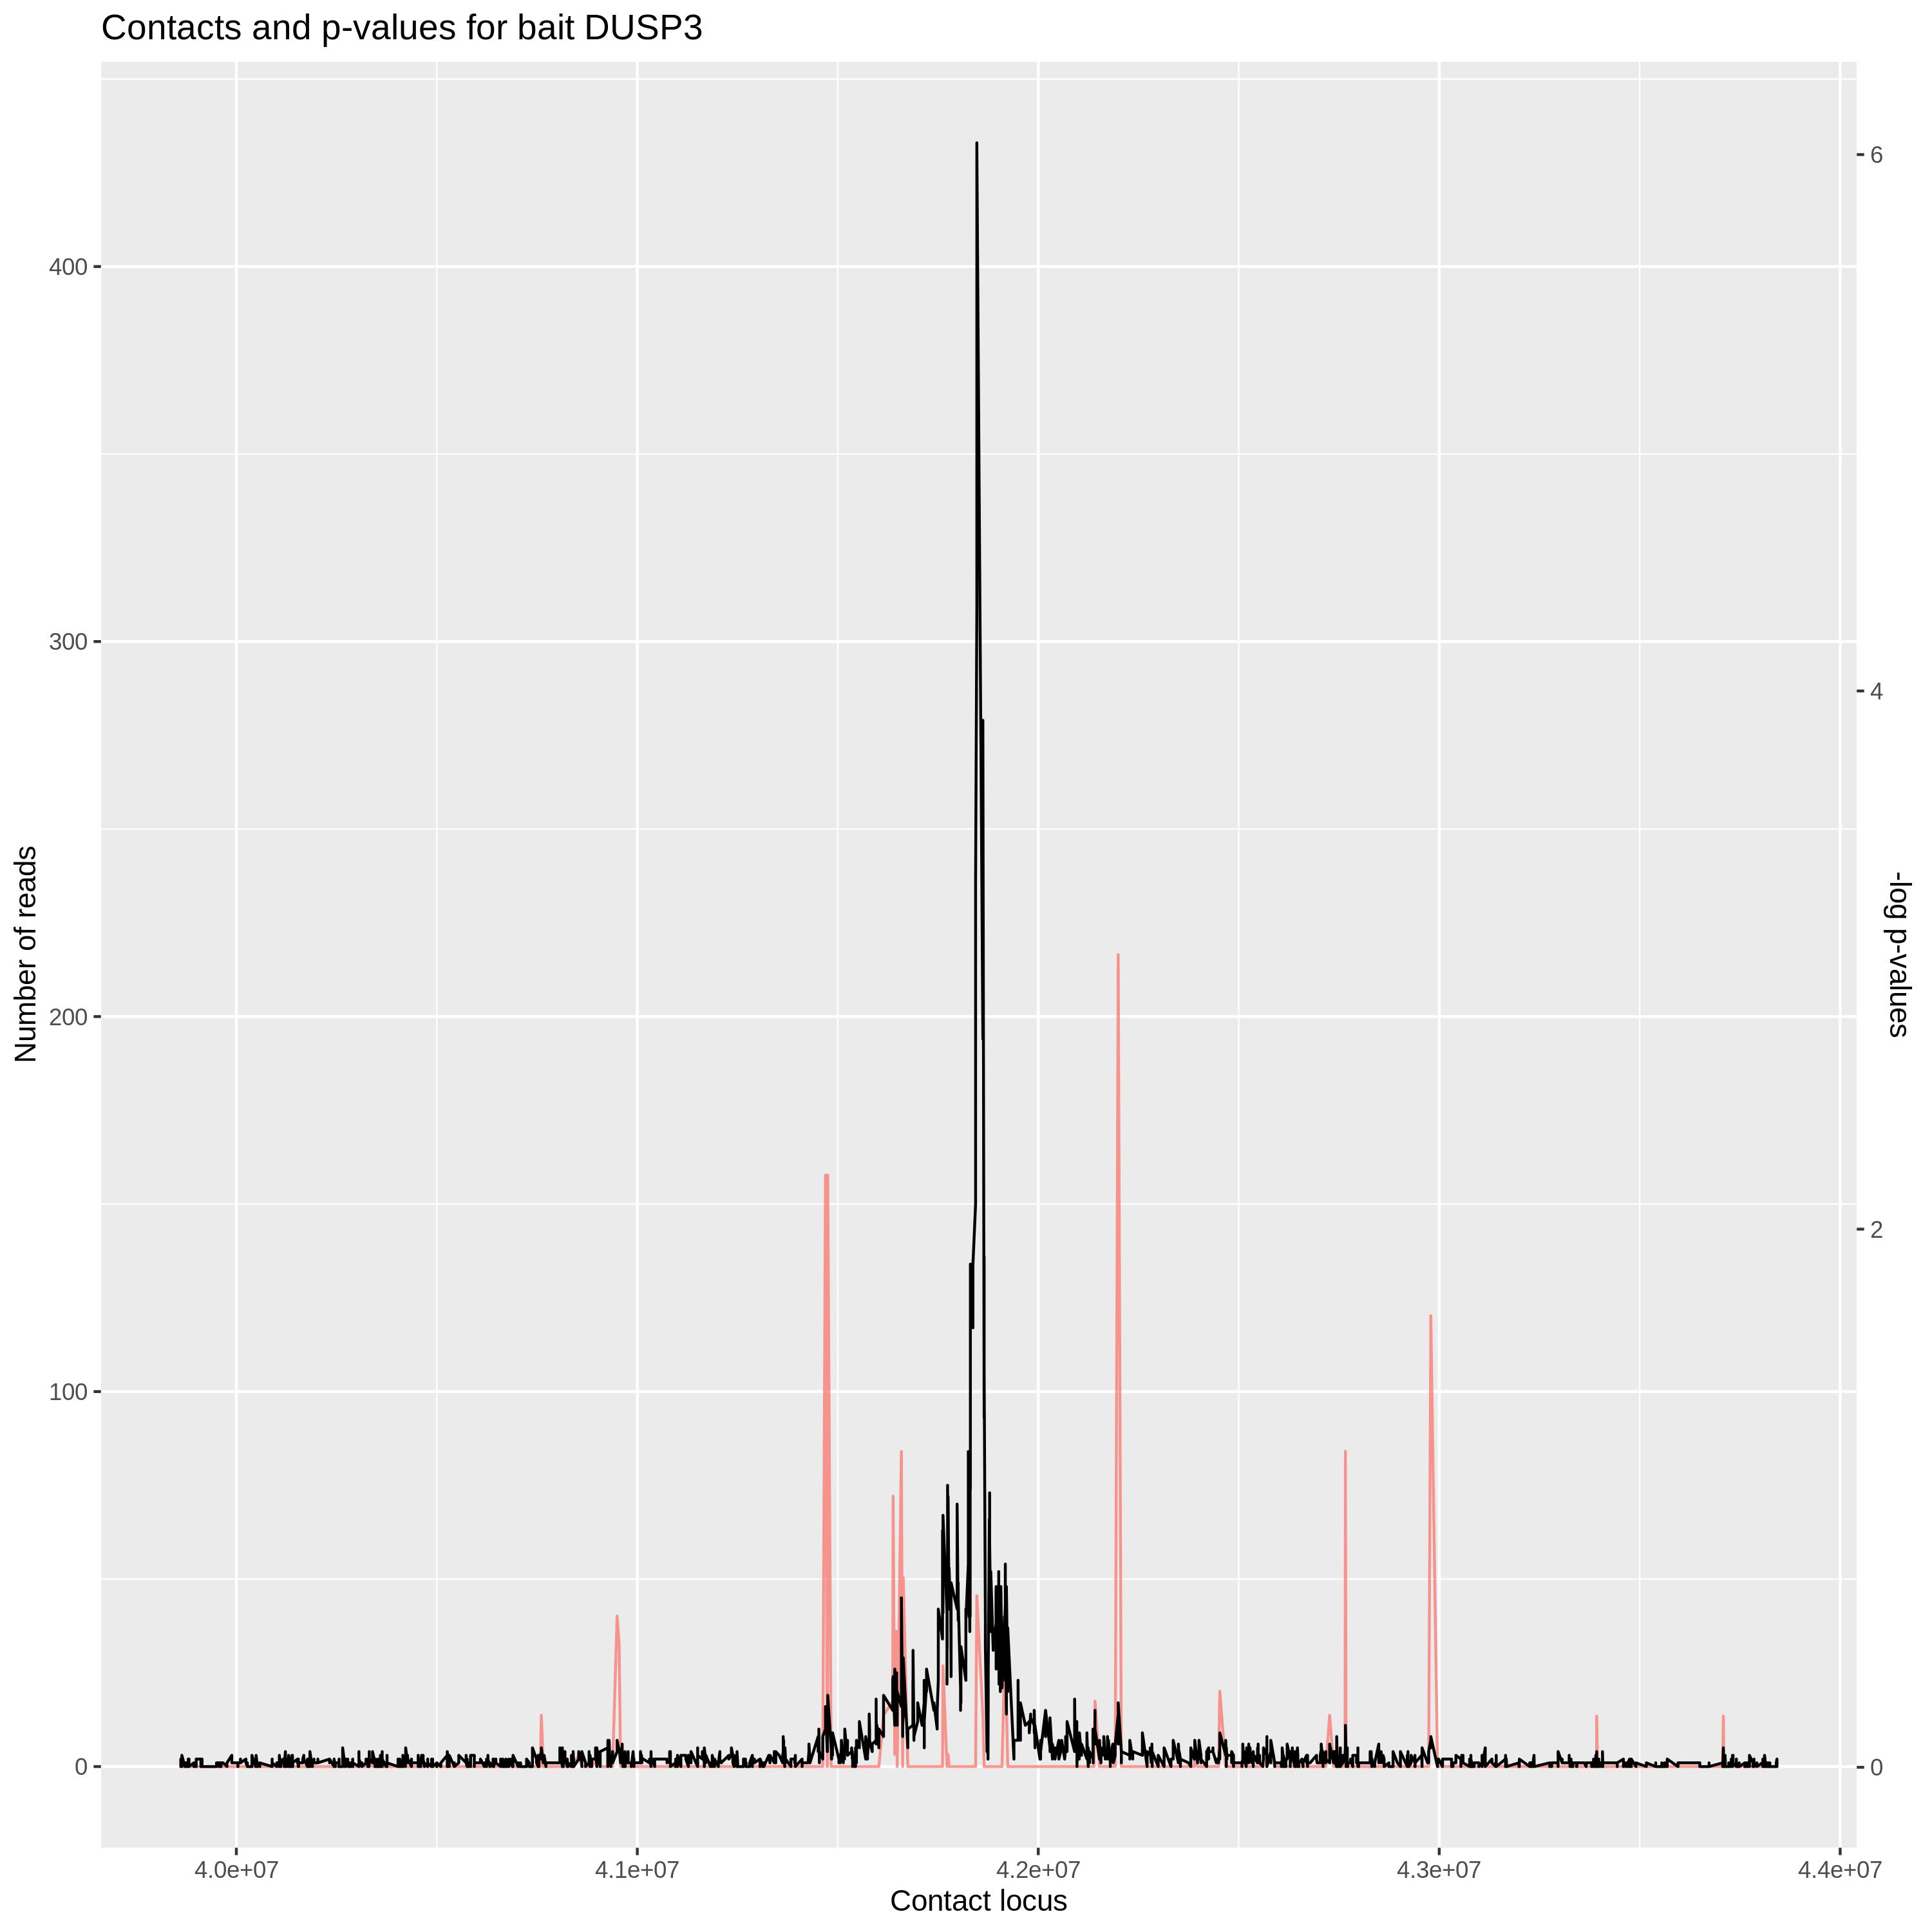 Contacts and p-values for bait DUSP3
Number of reads
400
300
200
100
0
6
4
2
0
-log p-values
4.0e+07 4.1e+07 4.2e+07 4.3e+07 4.4e+07
Contact locus